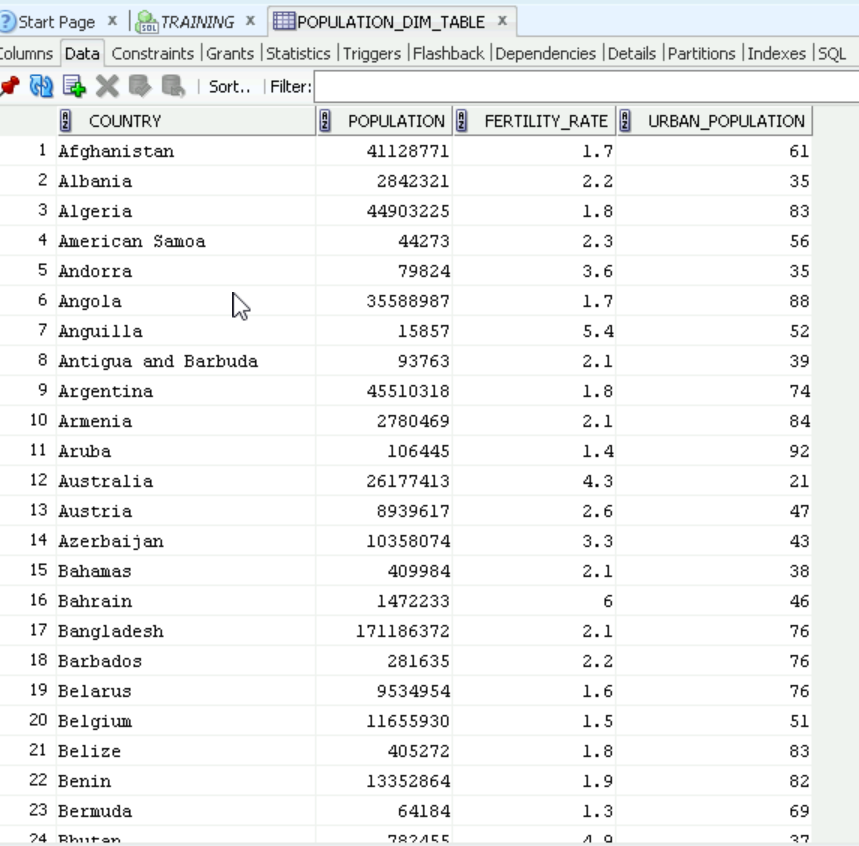 Start Page x TRAINING x POPULATION_DIM_TABLE x
Columns Data Constraints |Grants |Statistics |Triggers |Flashback |Dependencies |Details |Partitions |Indexes |SQL
Sort.. Filter:
COUNTRY POPULATION FERTILITY_RATE URBAN_POPULATION
1 Afghanistan 41128771 1.7 61
2 Albania 2842321 2.2 35
3 Algeria 44903225 1.8 83
4 American Samoa 44273 2.3 56
5 Andorra 79824 3.6 35
6 Angola 35588987 1.7 88
7 Anguilla 15857 5.4 52
8 Antigua and Barbuda 93763 2.1 39
9 Argentina 45510318 1.8 74
10 Armenia 2780469 2.1 84
11 Aruba 106445 1.4 92
12 Australia 26177413 4.3 21
13 Austria 8939617 2.6 47
14 Azerbaijan 10358074 3.3 43
15 Bahamas 409984 2.1 38
16 Bahrain 1472233 6 46
17 Bangladesh 171186372 2.1 76
18 Barbados 281635 2.2 76
19 Belarus 9534954 1.6 76
20 Belgium 11655930 1.5 51
21 Belize 405272 1.8 83
22 Benin 13352864 1.9 82
23 Bermuda 64184 1.3 69
24 Bhutan 782455 4.9 37